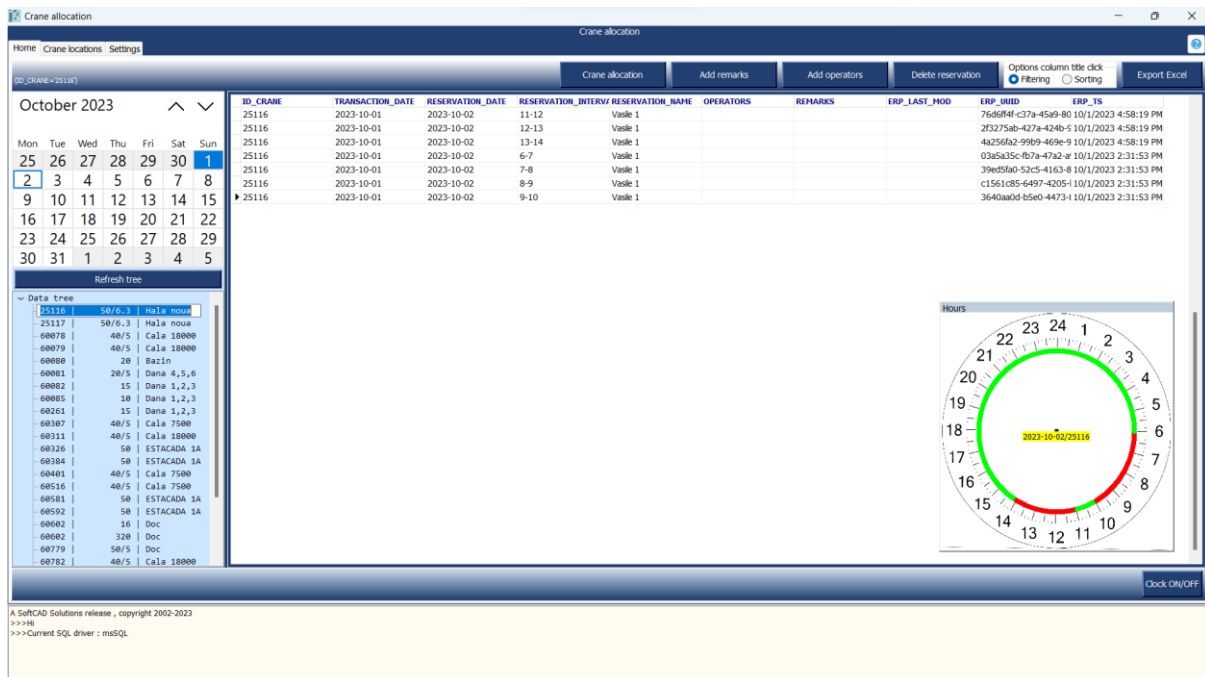 Crane allocation
Crane allocation
Home Crane locations Settings
(ID_CRANE='25116')
Crane allocation Add remarks Add operators Delete reservation
Options column title click
Filtering Sorting
Export Excel
October 2023
Mon Tue Wed Thu Fri Sat Sun
25 26 27 28 29 30 1
2 3 4 5 6 7 8
9 10 11 12 13 14 15
16 17 18 19 20 21 22
23 24 25 26 27 28 29
30 31 1 2 3 4 5
Refresh tree
Data tree
25116 | 50/6.3 | Hala noua
25117 | 50/6.3 | Hala noua
60078 | 40/5 | Cala 18000
60079 | 40/5 | Cala 18000
60080 | 20 | Bazin
60081 | 20/5 | Dana 4,5,6
60082 | 15 | Dana 1,2,3
60085 | 10 | Dana 1,2,3
60261 | 15 | Dana 1,2,3
60307 | 40/5 | Cala 7500
60311 | 40/5 | Cala 18000
60326 | 50 | ESTACADA 1A
60384 | 50 | ESTACADA 1A
60401 | 40/5 | Cala 7500
60516 | 40/5 | Cala 7500
60581 | 50 | ESTACADA 1A
60592 | 50 | ESTACADA 1A
60602 | 16 | Doc
60602 | 320 | Doc
60779 | 50/5 | Doc
60782 | 40/5 | Cala 18000
ID_CRANE TRANSACTION_DATE RESERVATION_DATE RESERVATION_INTERVA RESERVATION_NAME OPERATORS REMARKS ERP_LAST_MOD ERP_UUID ERP_TS
25116 2023-10-01 2023-10-02 11-12 Vasile 1 76d6ff4f-c37a-45a9-80 10/1/2023 4:58:19 PM
25116 2023-10-01 2023-10-02 12-13 Vasile 1 2f3275ab-427a-424b-9 10/1/2023 4:58:19 PM
25116 2023-10-01 2023-10-02 13-14 Vasile 1 4a256fa2-99b9-469e-9 10/1/2023 4:58:19 PM
25116 2023-10-01 2023-10-02 6-7 Vasile 1 03a5a35c-fb7a-47a2-a 10/1/2023 2:31:53 PM
25116 2023-10-01 2023-10-02 7-8 Vasile 1 39ed5fa0-52c5-4163-8 10/1/2023 2:31:53 PM
25116 2023-10-01 2023-10-02 8-9 Vasile 1 c1561c85-6497-4205- 10/1/2023 2:31:53 PM
25116 2023-10-01 2023-10-02 9-10 Vasile 1 3640aa0d-b5e0-4473- 10/1/2023 2:31:53 PM
Hours
24 1 2 3 4 5 6 7 8 9 10 11 12 13 14 15 16 17 18 19 20 21 22 23
2023-10-02/25116
Clock ON/OFF
A SoftCAD Solutions release , copyright 2002-2023
>>>Hi
>>>Current SQL driver : msSQL